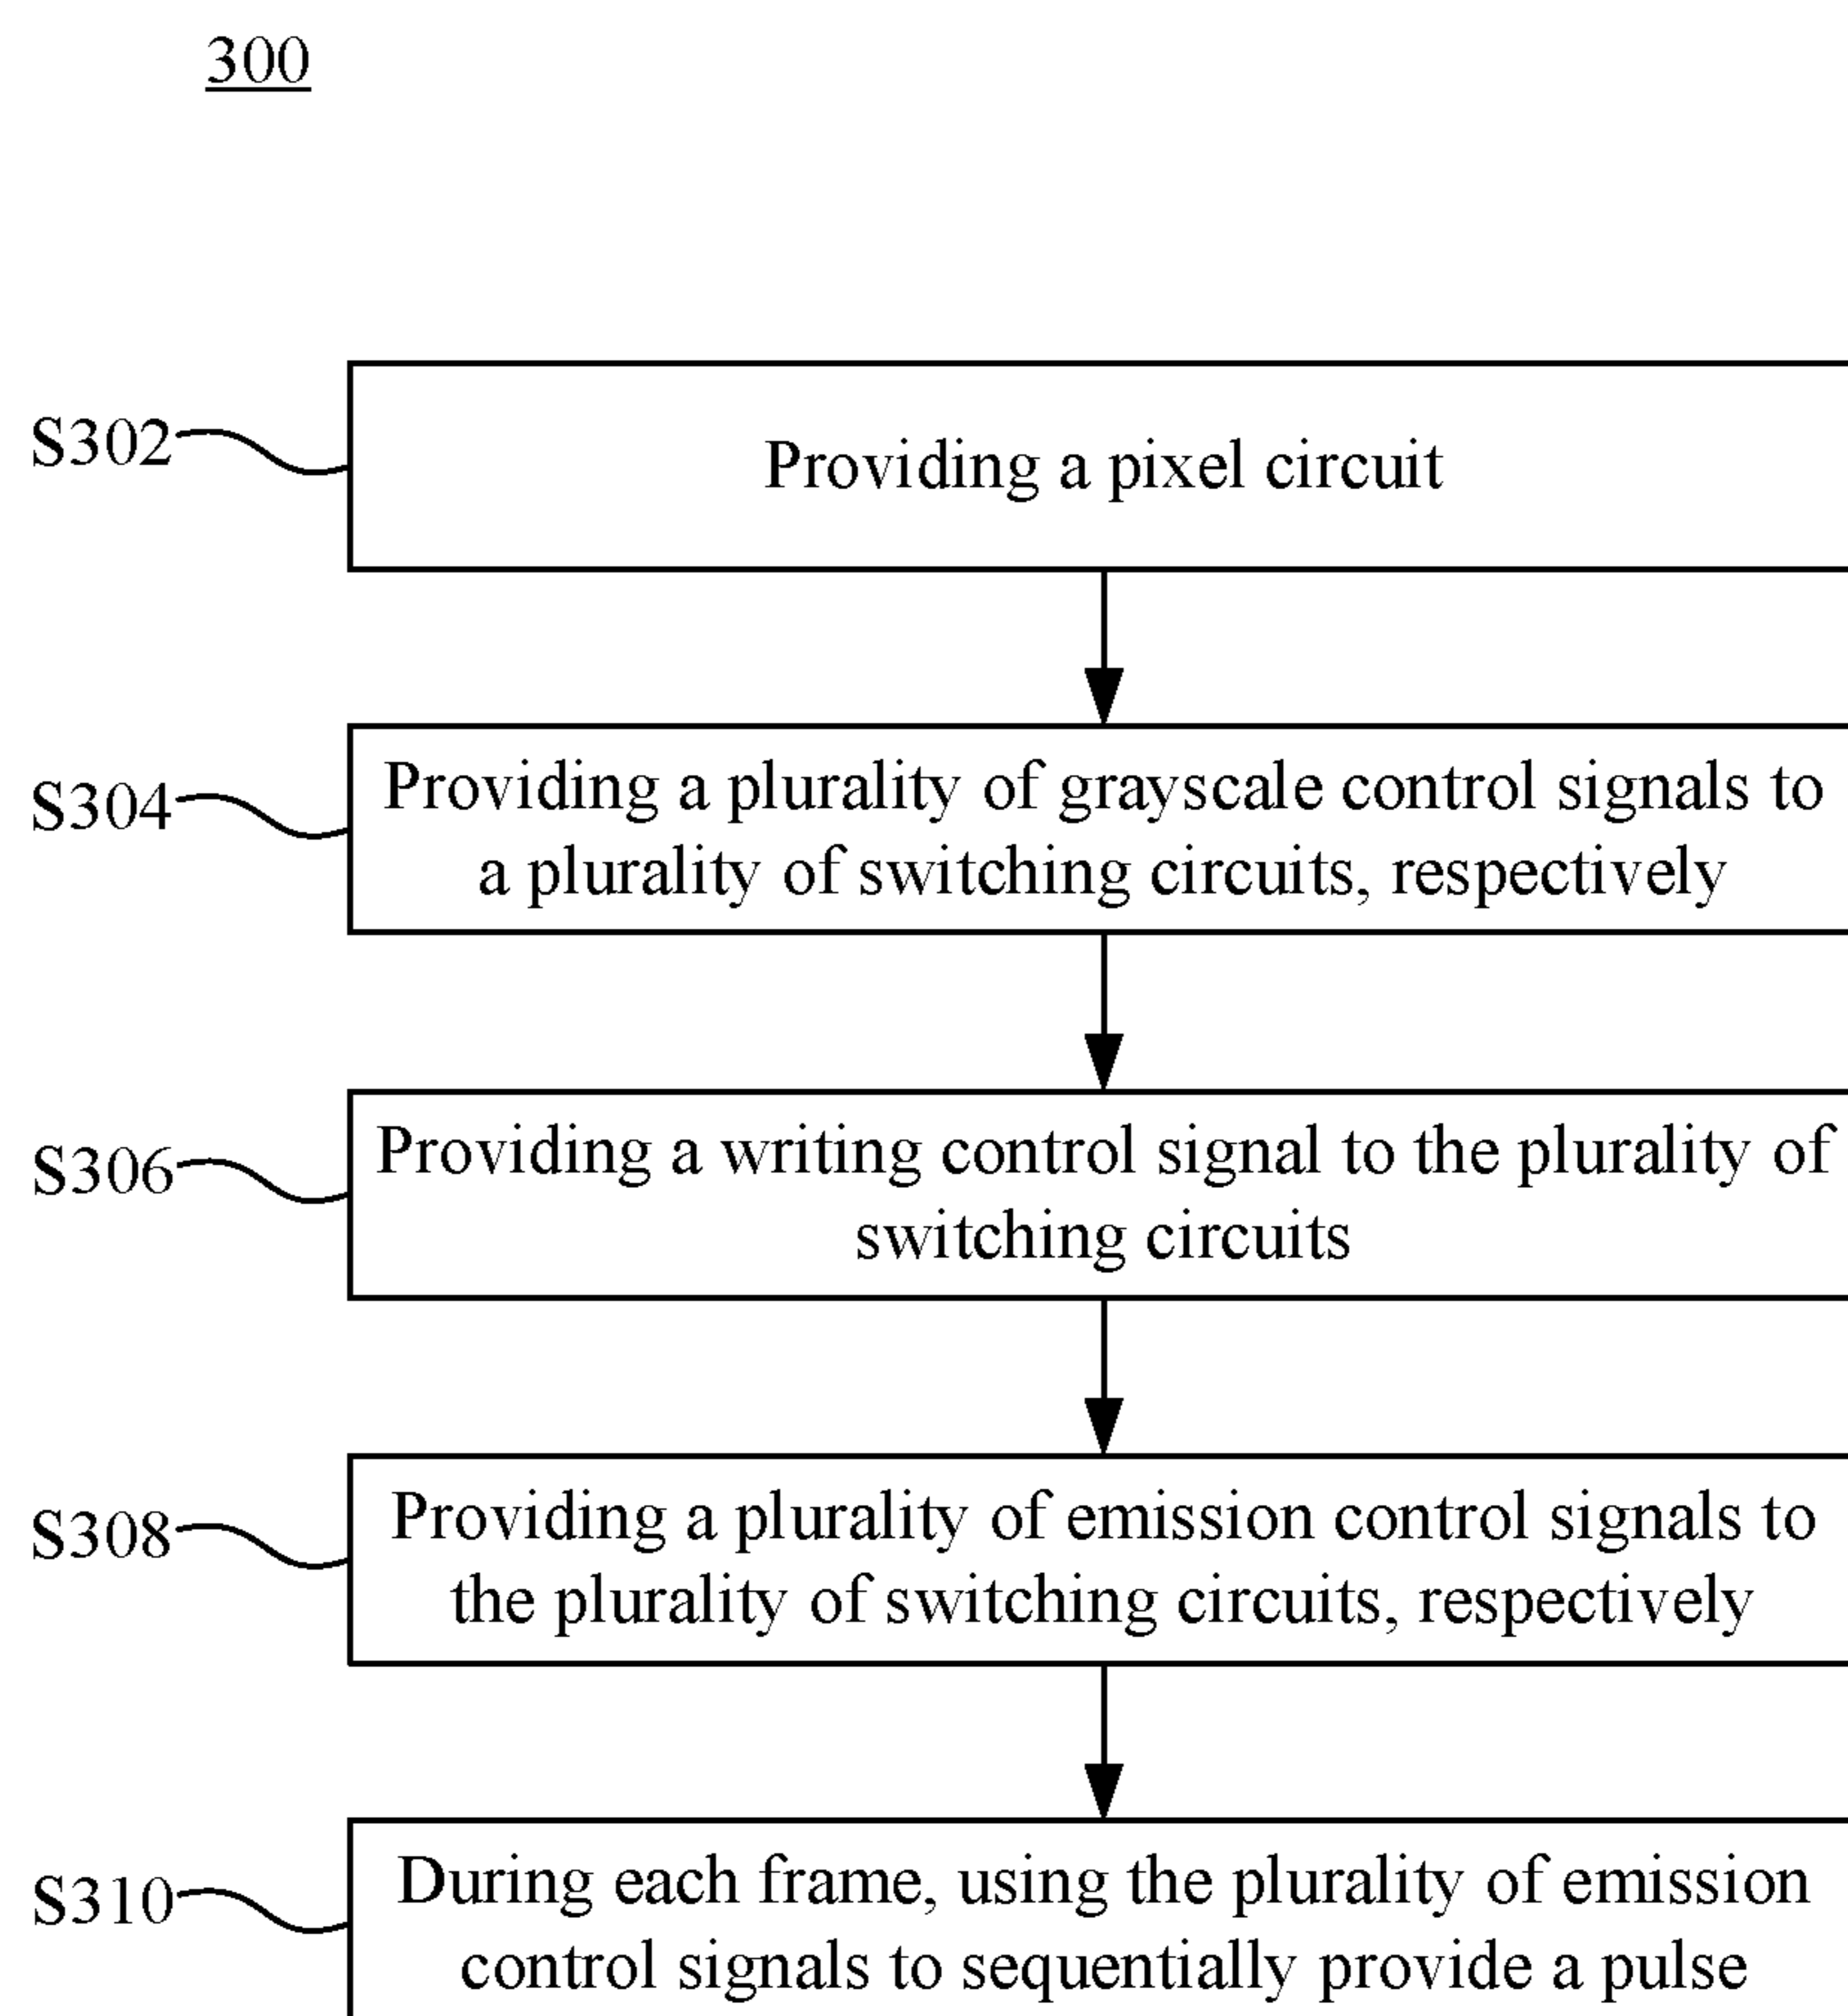 300
S302
Providing a pixel circuit
S304
Providing a plurality of grayscale control signals to
a plurality of switching circuits, respectively
S306
Providing a writing control signal to the plurality of
switching circuits
S308
Providing a plurality of emission control signals to
the plurality of switching circuits, respectively
S310
During each frame, using the plurality of emission
control signals to sequentially provide a pulse